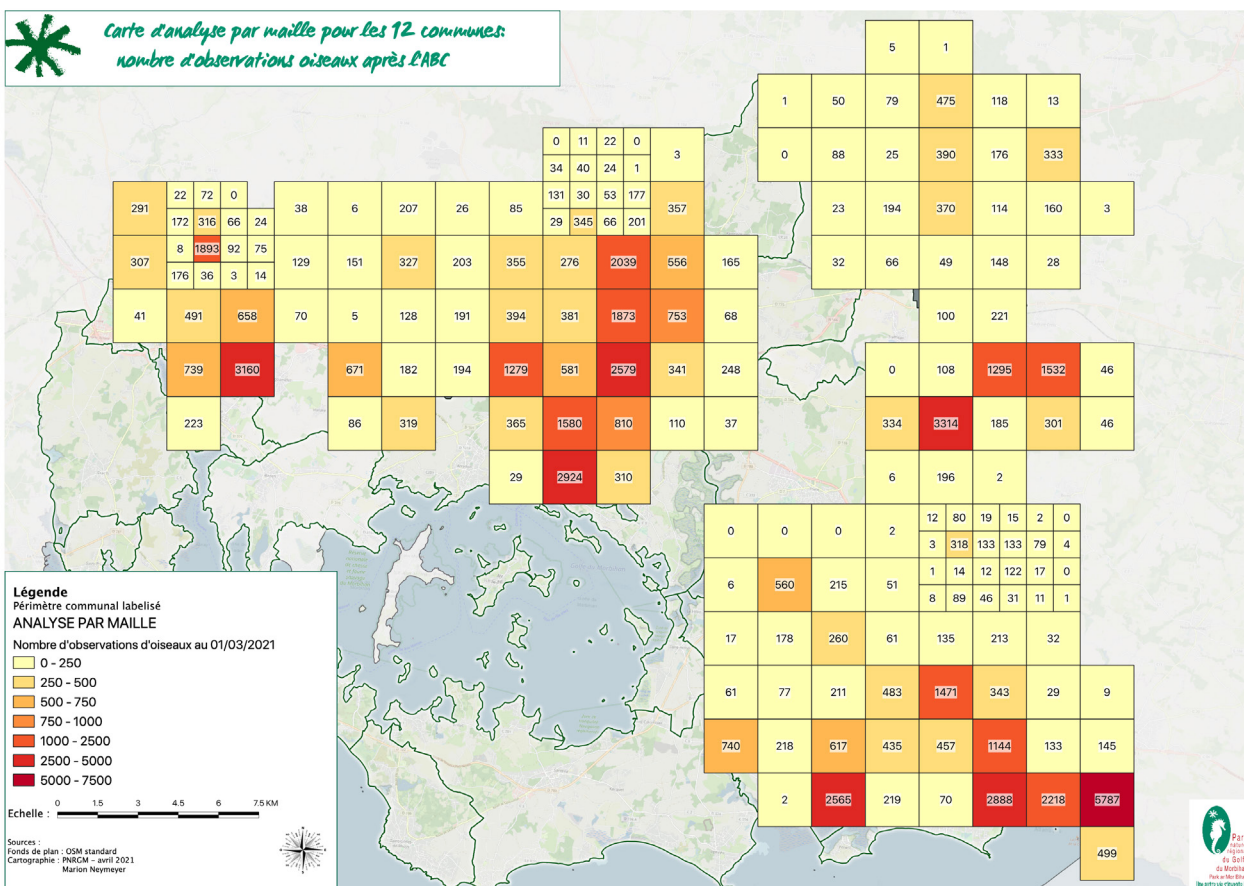 Carte d'analyse par maille pour les 12 communes:
nombre d'observations oiseaux après l'ABC
5 1
1 50 79 475 118 13
0 11 22 0
3
0 88 25 390 176 333
34 40 24 1
131 30 53 177
291
22 72 0
38 6 207 26 85
357
23 194 370 114 160 3
172 316 66 24
29 345 66 201
307
8 1893 92 75
129 151 327 203 355 276 2039 556 165
32 66 49 148 28
176 36 3 14
41 491 658 70 5 128 191 394 381 1873 753 68
100 221
739 3160 671 182 194 1279 581 2579 341 248
0 108 1295 1532 46
223 86 319 365 1580 810 110 37
334 3314 185 301 46
29 2924 310
6 196 2
0 0 0 2
12 80 19 15 2 0
3 318 133 133 79 4
6 560 215 51
1 14 12 122 17 0
8 89 46 31 11 1
17 178 260 61 135 213 32
61 77 211 483 1471 343 29 9
740 218 617 435 457 1144 133 145
2 2565 219 70 2888 2218 5787
499
Légende
Périmètre communal labelisé
ANALYSE PAR MAILLE
Nombre d'observations d'oiseaux au 01/03/2021
0 - 250
250 - 500
500 - 750
750 - 1000
1000 - 2500
2500 - 5000
5000 - 7500
Echelle : 0 1.5 3 4.5 6 7.5 KM
Sources :
Fonds de plan : OSM standard
Cartographie : PNRGM - avril 2021
Marion Neymeyer